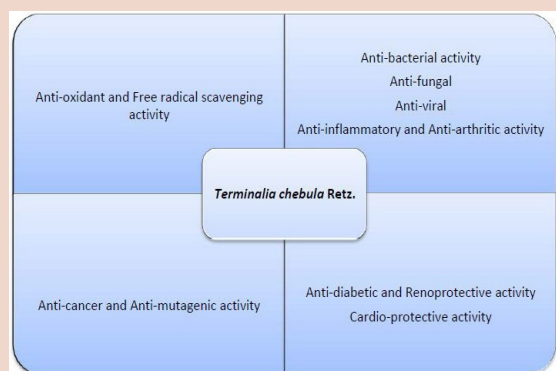 Anti-oxidant and Free radical scavenging
activity
Anti-bacterial activity
Anti-fungal
Anti-viral
Anti-inflammatory and Anti-arthritic activity
Terminalia chebula Retz.
Anti-cancer and Anti-mutagenic activity
Anti-diabetic and Renoprotective activity
Cardio-protective activity